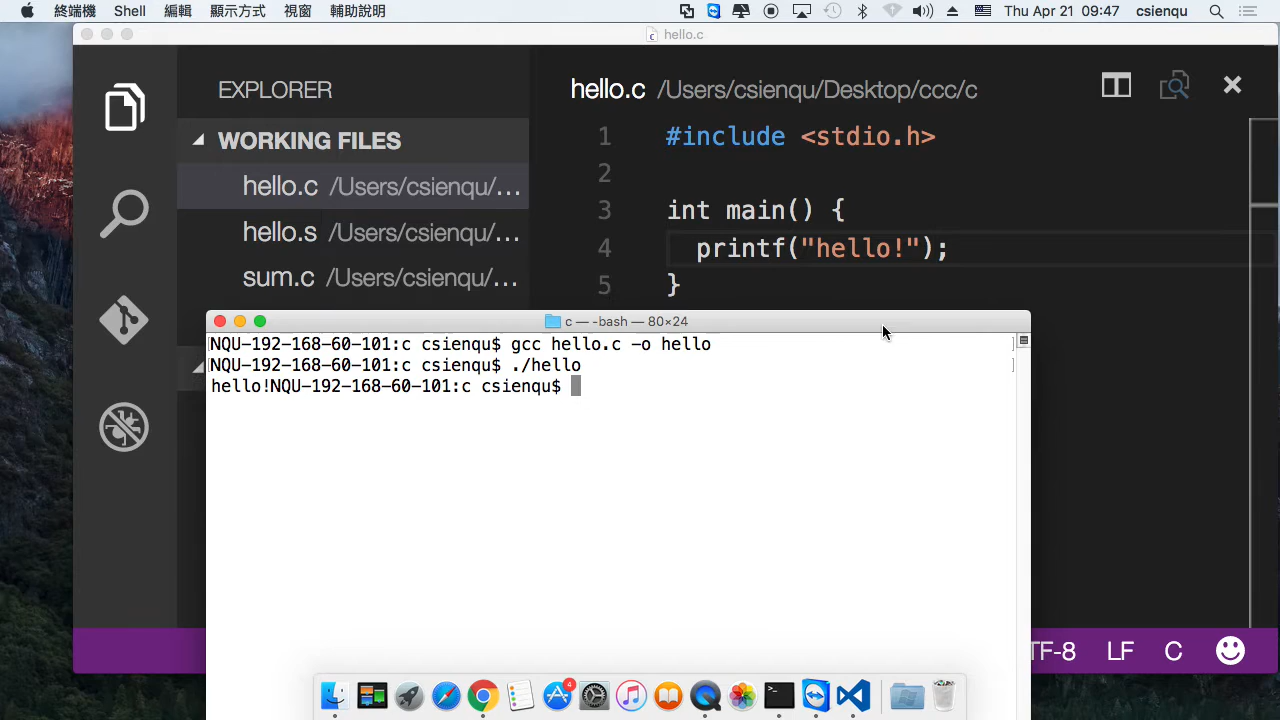 終端機 Shell 編輯 顯示方式 視窗 輔助說明 Thu Apr 21 09:47 csienqu
hello.c
EXPLORER
WORKING FILES
hello.c /Users/csienqu/...
hello.s /Users/csienqu/...
sum.c /Users/csienqu/...
hello.c /Users/csienqu/Desktop/ccc/c
1 #include <stdio.h>
2
3 int main() {
4 printf("hello!");
5 }
c — -bash — 80×24
NQU-192-168-60-101:c csienqu$ gcc hello.c -o hello
NQU-192-168-60-101:c csienqu$ ./hello
hello!NQU-192-168-60-101:c csienqu$
TF-8 LF C
4